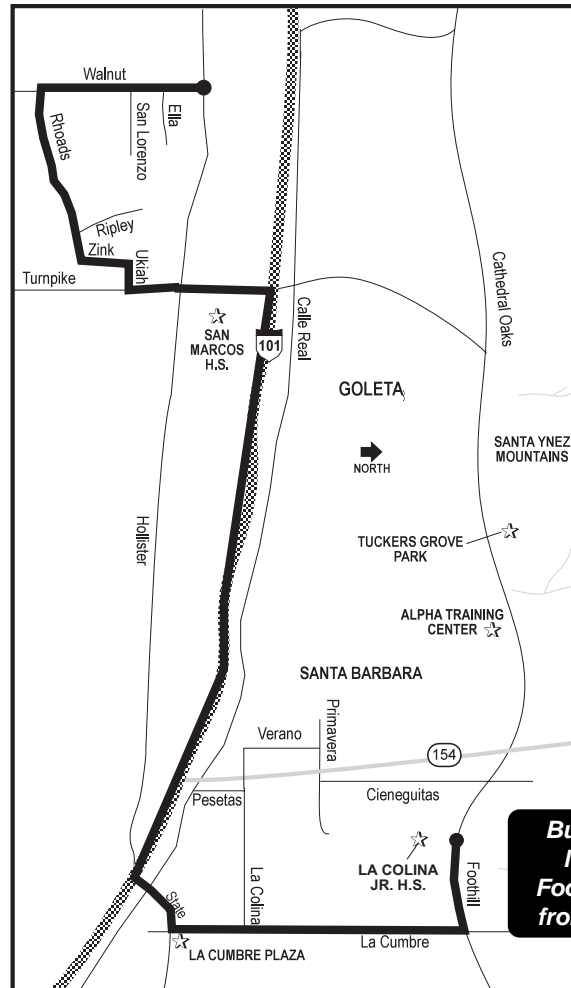 Walnut
Ella
San Lorenzo
Rhoads
Ripley
Zink
Ukiah
Turnpike
Cathedral Oaks
Calle Real
SAN
MARCOS
H.S.
101
GOLETA
NORTH
SANTA YNEZ
MOUNTAINS
Hollister
TUCKERS GROVE
PARK
ALPHA TRAINING
CENTER
SANTA BARBARA
Primavera
Verano
154
Pesetas
Cieneguitas
La Colina
LA COLINA
JR. H.S.
Foothill
State
La Cumbre
LA CUMBRE PLAZA